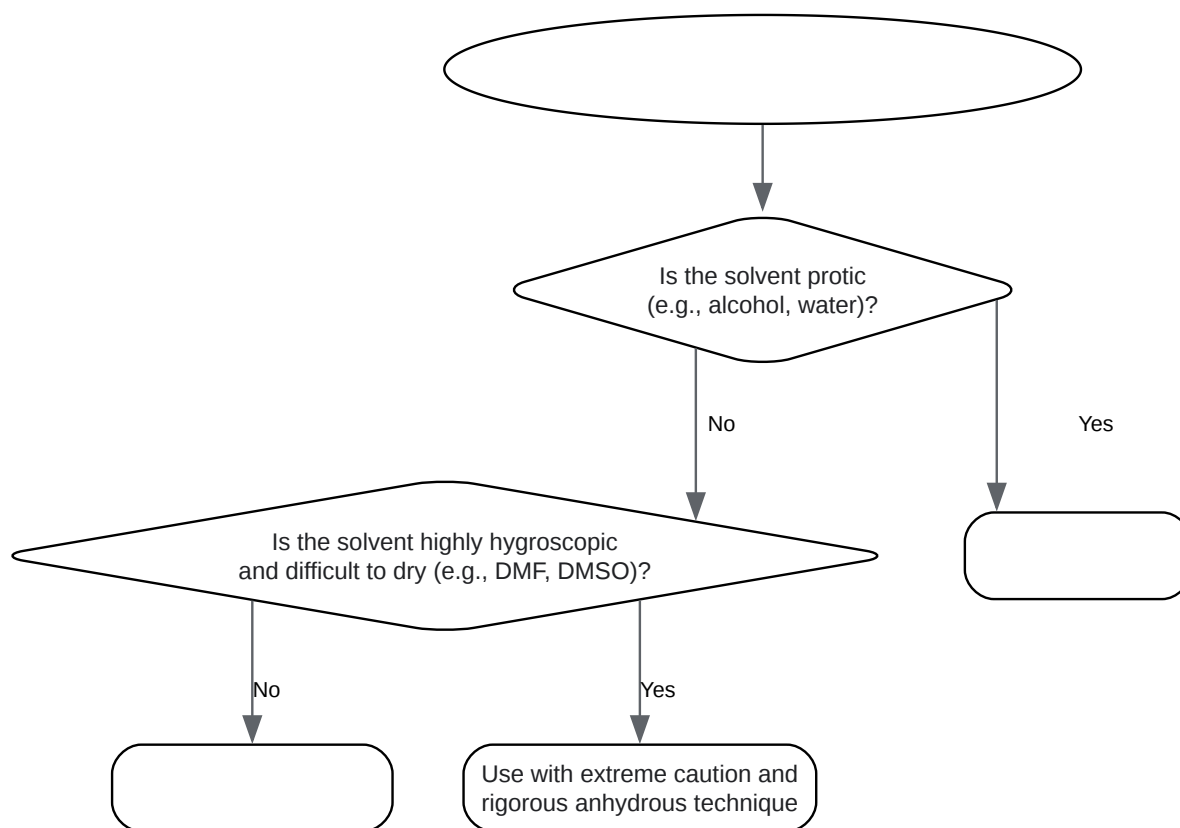 Is the solvent protic
(e.g., alcohol, water)?
No
Yes
Is the solvent highly hygroscopic
and difficult to dry (e.g., DMF, DMSO)?
No
Yes
Use with extreme caution and
rigorous anhydrous technique